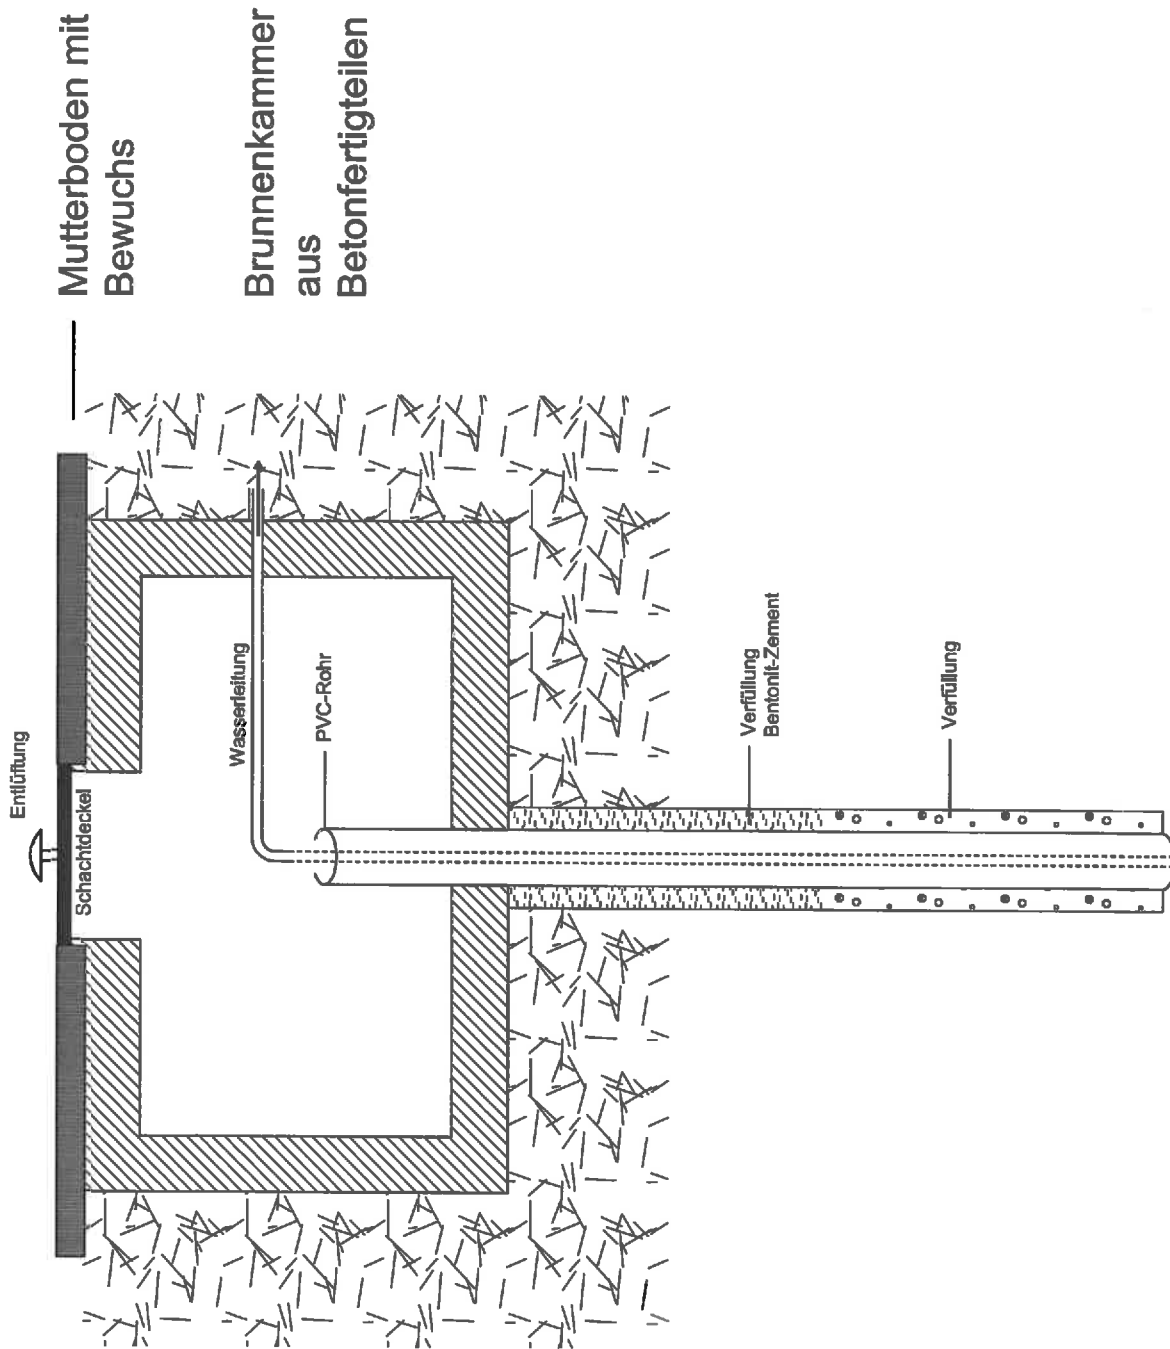 Mutterboden mit
Bewuchs
Brunnenkammer
aus
Betonfertigteilen
Entlüftung
Schachtdeckel
Wasserleitung
PVC-Rohr
Verfüllung
Bentonit-Zement
Verfüllung